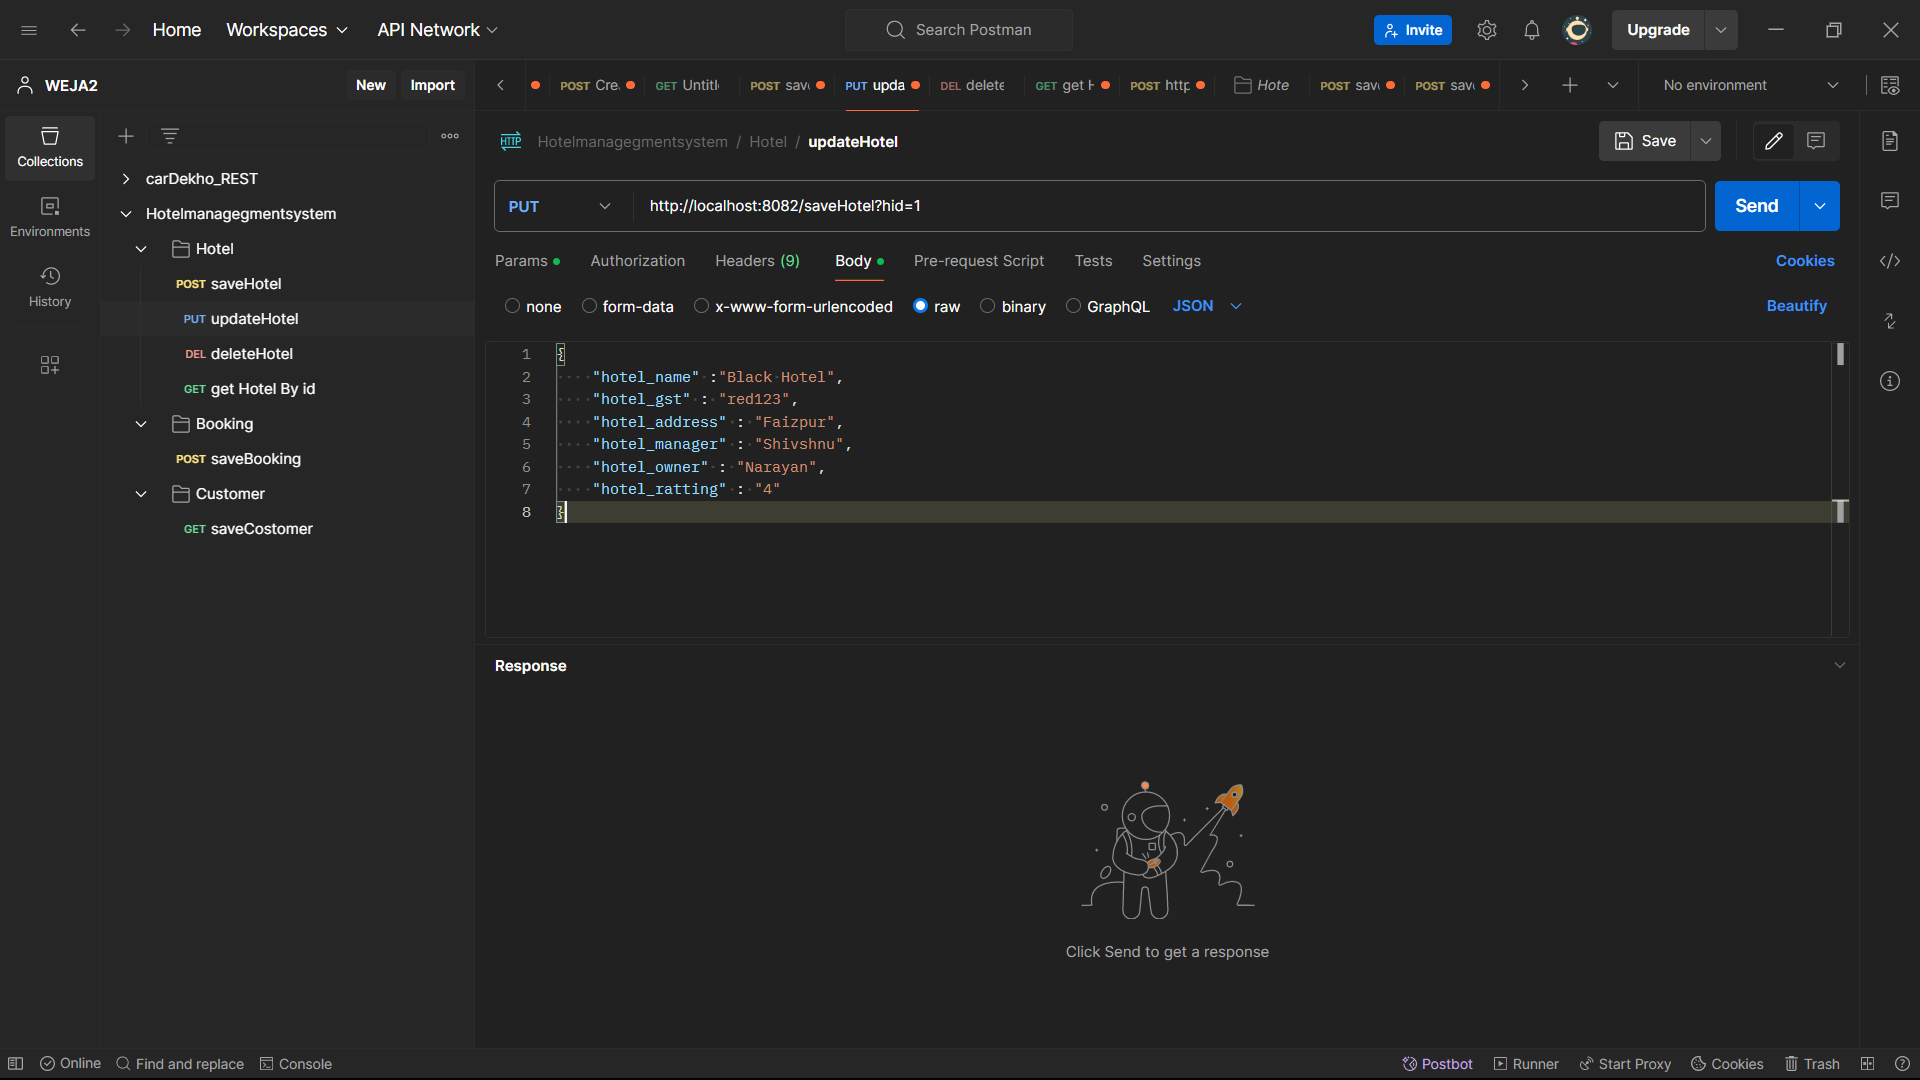 Home Workspaces API Network Search Postman Invite Upgrade
WEJA2 New Import POST Cre GET Untitl POST sav PUT upda DEL delete GET get H POST http Hote POST sav POST sav No environment
Hotelmanagegmentsystem / Hotel / updateHotel Save
Collections
Environments
History
carDekho_REST
Hotelmanagegmentsystem
Hotel
POST saveHotel
PUT updateHotel
DEL deleteHotel
GET get Hotel By id
Booking
POST saveBooking
Customer
GET saveCostomer
PUT http://localhost:8082/saveHotel?hid=1 Send
Params Authorization Headers (9) Body Pre-request Script Tests Settings Cookies
none form-data x-www-form-urlencoded raw binary GraphQL JSON Beautify
1 {
2 "hotel_name" :"Black Hotel",
3 "hotel_gst" : "red123",
4 "hotel_address" : "Faizpur",
5 "hotel_manager" : "Shivshnu",
6 "hotel_owner" : "Narayan",
7 "hotel_ratting" : "4"
8 }
Response
Click Send to get a response
Online Find and replace Console Postbot Runner Start Proxy Cookies Trash